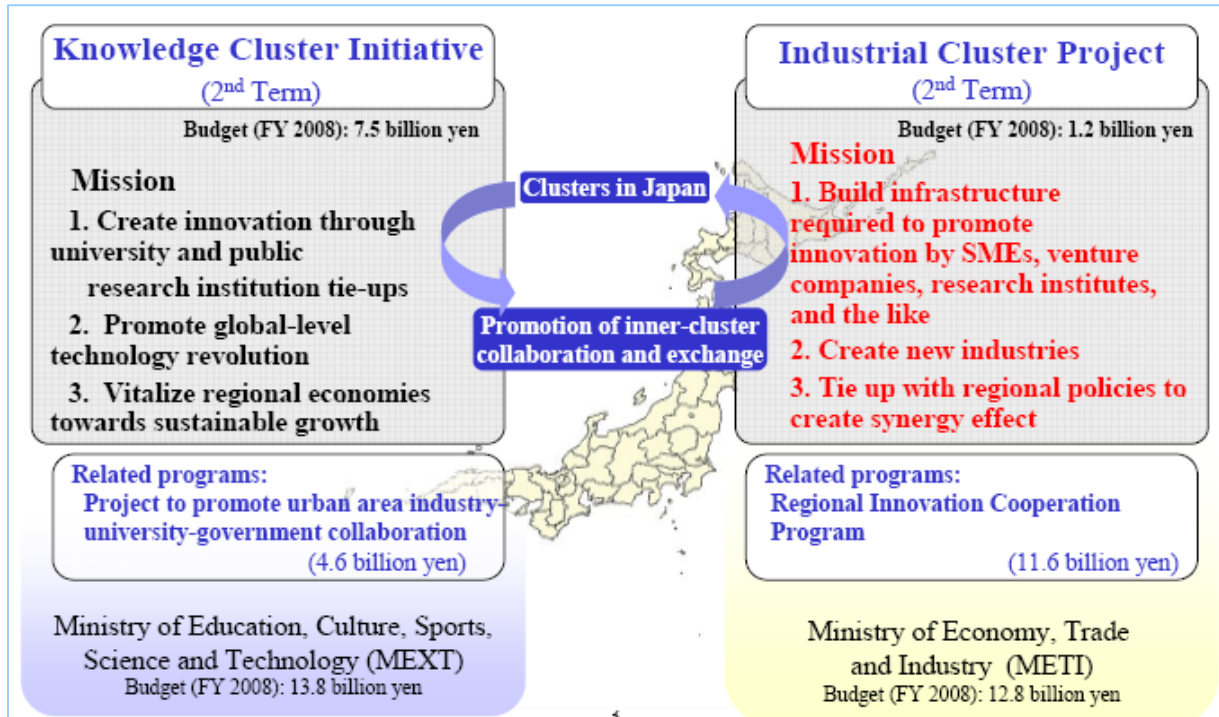 Knowledge Cluster Initiative
(2nd Term)
Budget (FY 2008): 7.5 billion yen
Mission
1. Create innovation through
university and public
research institution tie-ups
2. Promote global-level
technology revolution
3. Vitalize regional economies
towards sustainable growth
Related programs:
Project to promote urban area industry-
university-government collaboration
(4.6 billion yen)
Ministry of Education, Culture, Sports,
Science and Technology (MEXT)
Budget (FY 2008): 13.8 billion yen
Clusters in Japan
Promotion of inner-cluster
collaboration and exchange
Industrial Cluster Project
(2nd Term)
Budget (FY 2008): 1.2 billion yen
Mission
1. Build infrastructure
required to promote
innovation by SMEs, venture
companies, research institutes,
and the like
2. Create new industries
3. Tie up with regional policies to
create synergy effect
Related programs:
Regional Innovation Cooperation
Program
(11.6 billion yen)
Ministry of Economy, Trade
and Industry (METI)
Budget (FY 2008): 12.8 billion yen